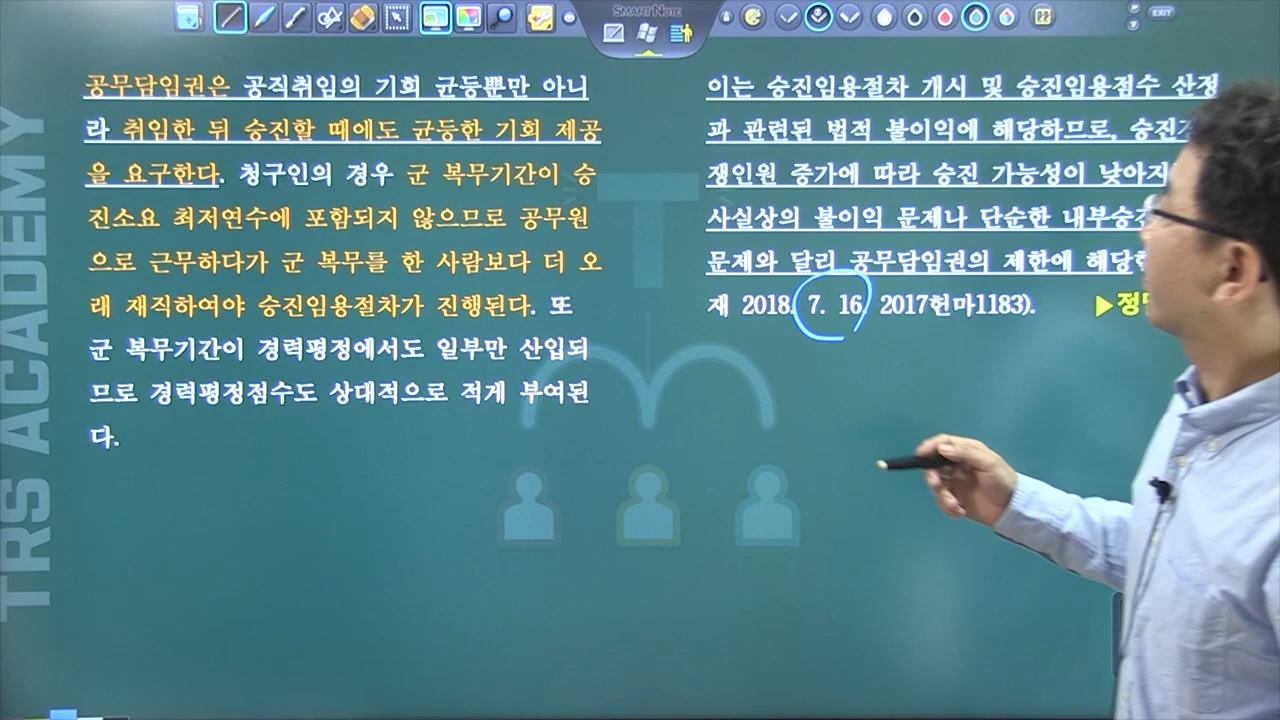 SMARTNOTE
EXIT
TRS ACADEMY
공무담임권은 공직취임의 기회 균등뿐만 아니
라 취임한 뒤 승진할 때에도 균등한 기회 제공
을 요구한다. 청구인의 경우 군 복무기간이 승
진소요 최저연수에 포함되지 않으므로 공무원
으로 근무하다가 군 복무를 한 사람보다 더 오
래 재직하여야 승진임용절차가 진행된다. 또
군 복무기간이 경력평정에서도 일부만 산입되
므로 경력평정점수도 상대적으로 적게 부여된
다.
이는 승진임용절차 개시 및 승진임용점수 산정
과 관련된 법적 불이익에 해당하므로, 승진
쟁인원 증가에 따라 승진 가능성이 낮아지
사실상의 불이익 문제나 단순한 내부승
문제와 달리 공무담임권의 제한에 해당
재 2018. 7. 16. 2017헌마1183). ▶정